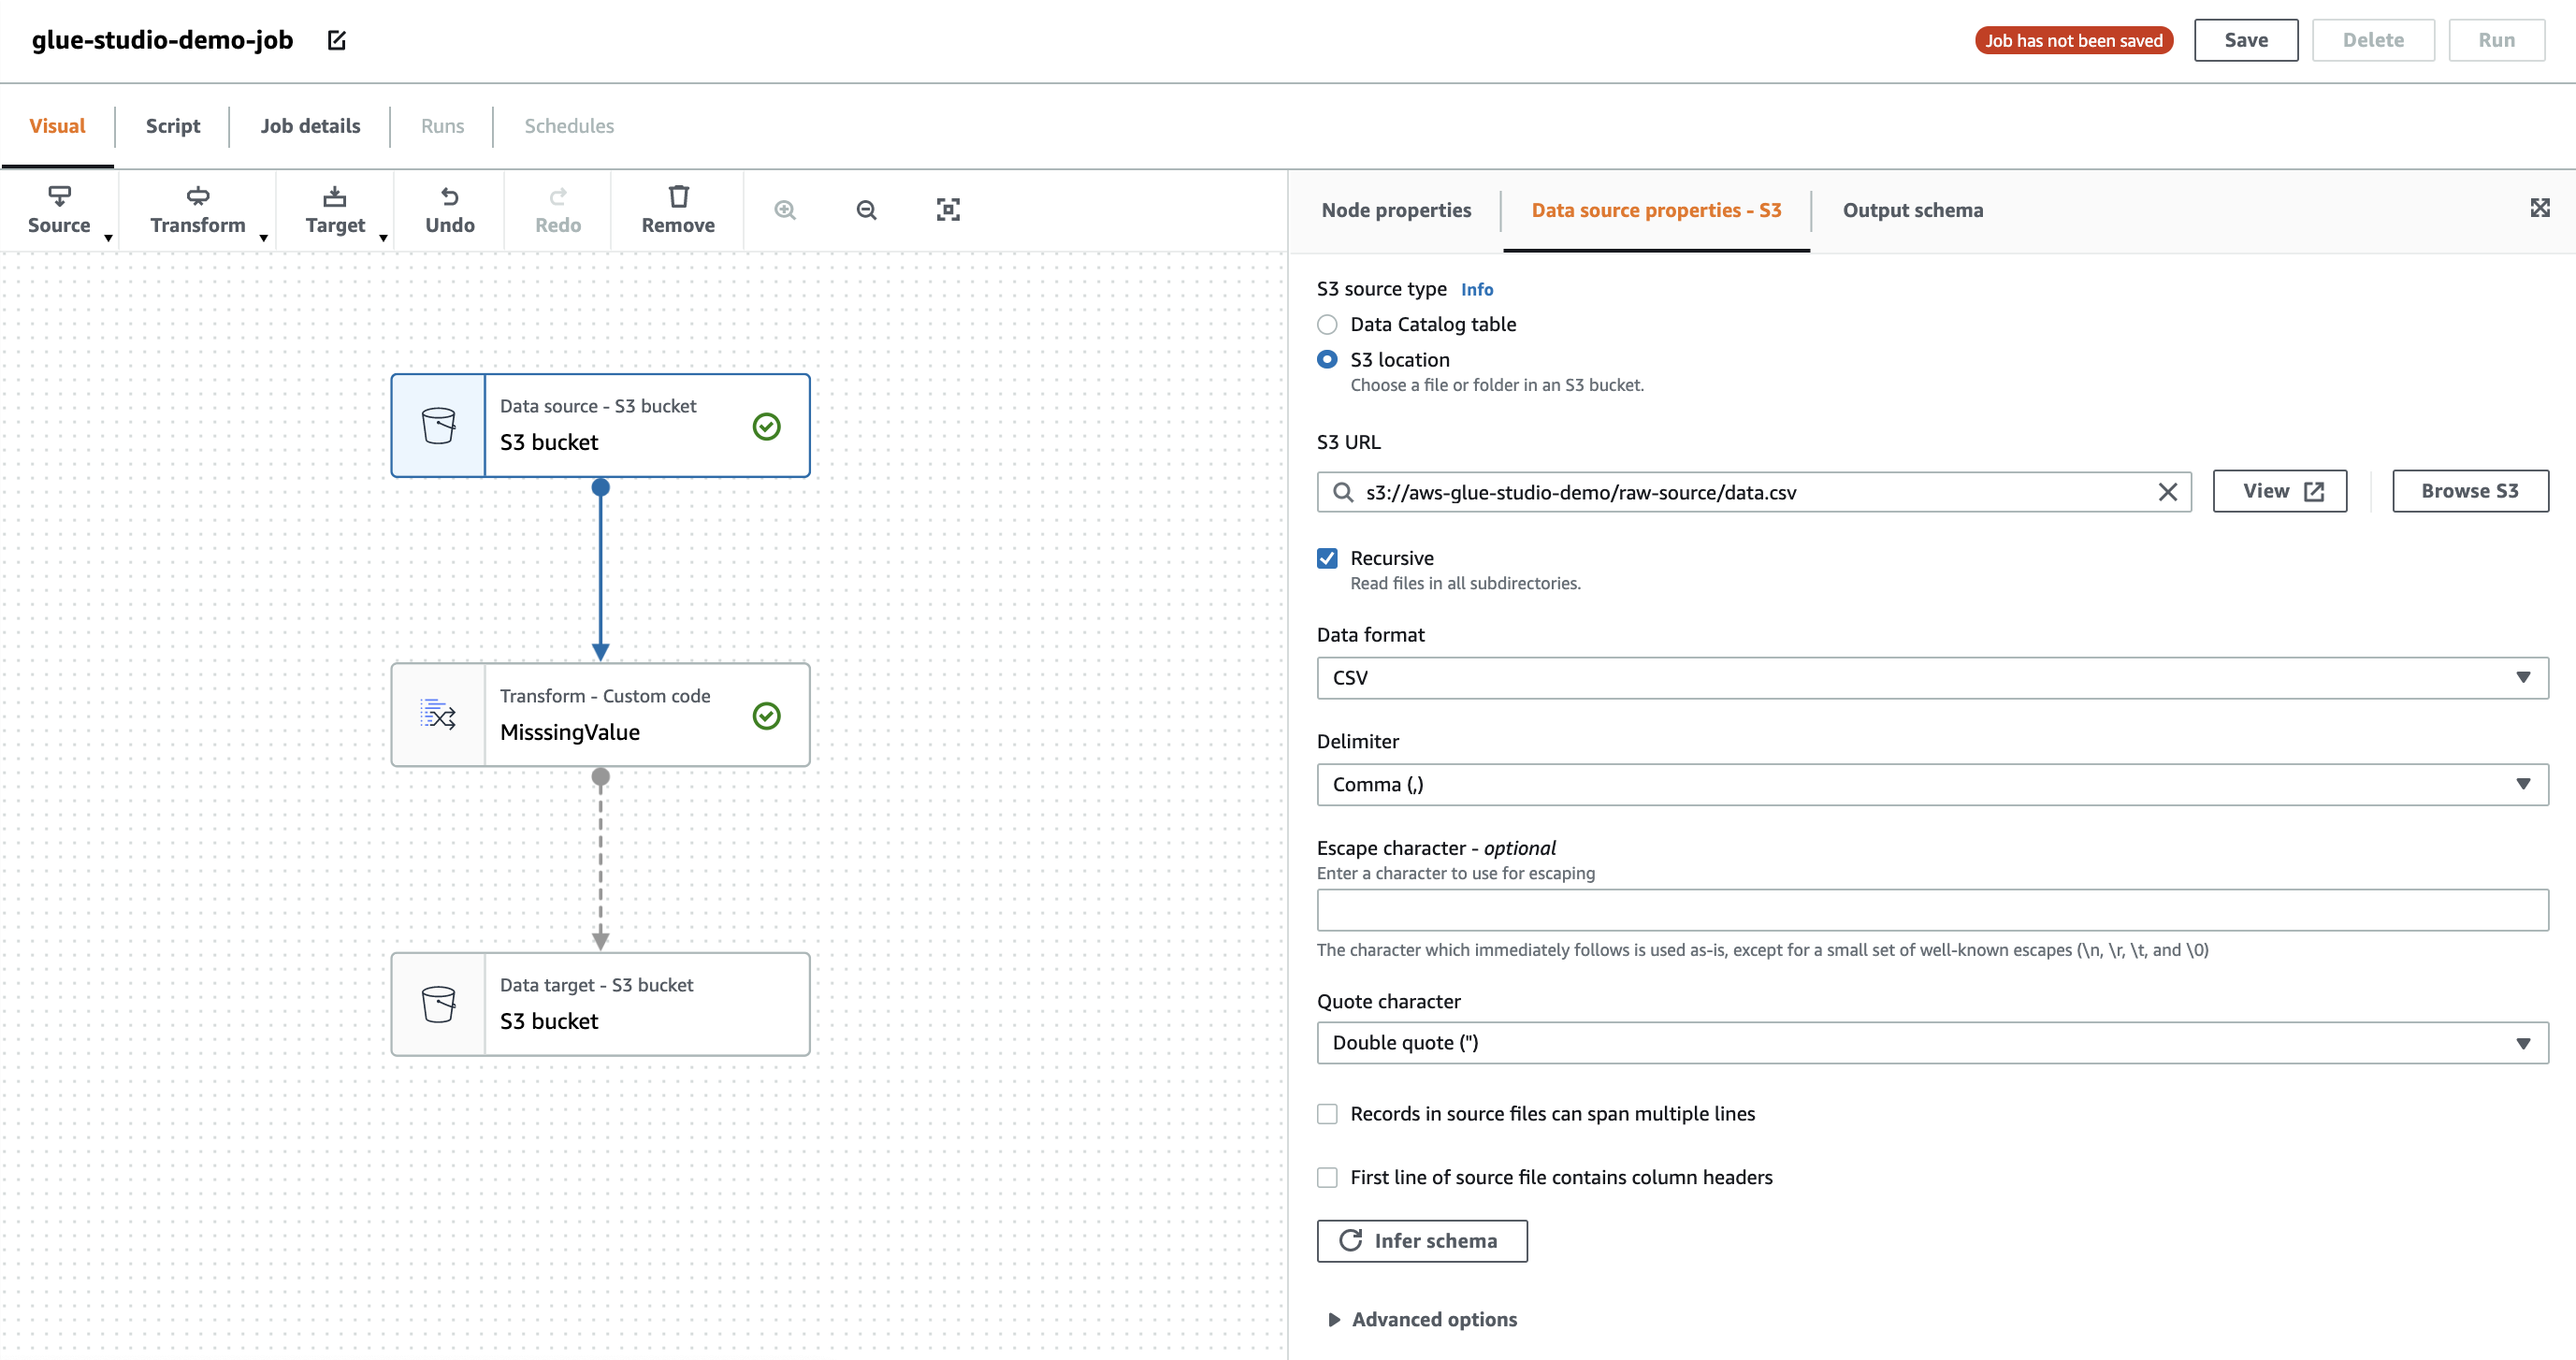 glue-studio-demo-job
Job has not been saved
Save
Delete
Run
Visual
Script
Job details
Runs
Schedules
Source
Transform
Target
Undo
Redo
Remove
Data source - S3 bucket
S3 bucket
Transform - Custom code
MisssingValue
Data target - S3 bucket
S3 bucket
Node properties
Data source properties - S3
Output schema
S3 source type Info
Data Catalog table
S3 location
Choose a file or folder in an S3 bucket.
S3 URL
s3://aws-glue-studio-demo/raw-source/data.csv
View
Browse S3
Recursive
Read files in all subdirectories.
Data format
CSV
Delimiter
Comma (,)
Escape character - optional
Enter a character to use for escaping
The character which immediately follows is used as-is, except for a small set of well-known escapes (\n, \r, \t, and \0)
Quote character
Double quote (")
Records in source files can span multiple lines
First line of source file contains column headers
Infer schema
Advanced options